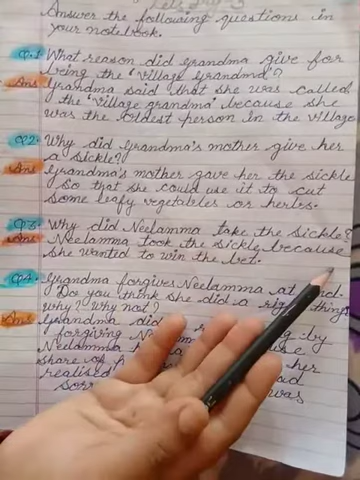 Answer the following questions in
your notebook.
Q.1 What reason did grandma give for
being the "village grandma"?
Ans Grandma said that she was called
the "village grandma" because she
was the oldest person in the village
Q2. Why did Grandma's mother give her
a sickle?
Ans Grandma's mother gave her the sickle
so that she could use it to cut
some leafy vegetables or herbs.
Q3. Why did Neelamma take the sickle?
Ans Neelamma took the sickle because
she wanted to win the bet.
Q4. Grandma forgives Neelamma at
Do you think she did a right thing
why? Why not?
Ans Grandma did by
forgiving
Neelamma
share of her
realised
was